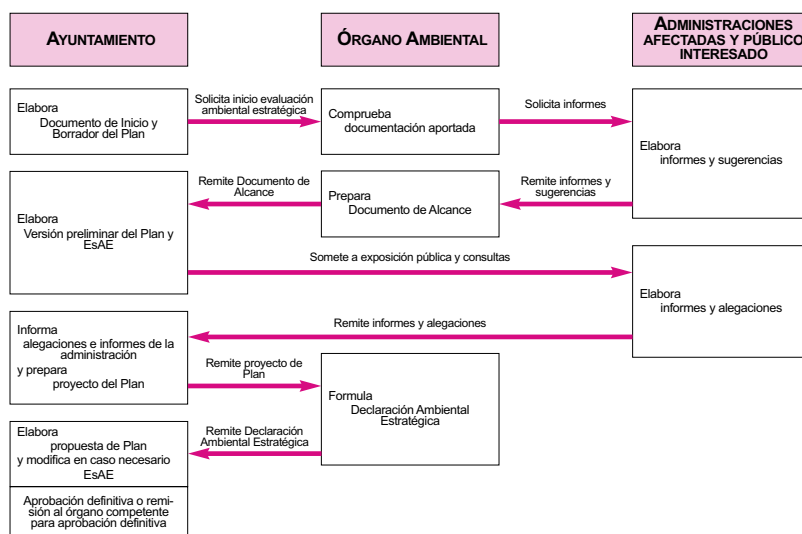 AYUNTAMIENTO
ÓRGANO AMBIENTAL
ADMINISTRACIONES
AFECTADAS Y PÚBLICO
INTERESADO
Elabora
Documento de Inicio y
Borrador del Plan
Solicita inicio evaluación
ambiental estratégica
Comprueba
documentación aportada
Solicita informes
Elabora
informes y sugerencias
Remite informes y
sugerencias
Prepara
Documento de Alcance
Remite Documento de
Alcance
Elabora
Versión preliminar del Plan y
EsAE
Somete a exposición pública y consultas
Elabora
informes y alegaciones
Remite informes y alegaciones
Informa
alegaciones e informes de la
administración
y prepara
proyecto del Plan
Remite proyecto de
Plan
Formula
Declaración Ambiental
Estratégica
Remite Declaración
Ambiental Estratégica
Elabora
propuesta de Plan
y modifica en caso necesario
EsAE
Aprobación definitiva o remi-
sión al órgano competente
para aprobación definitiva